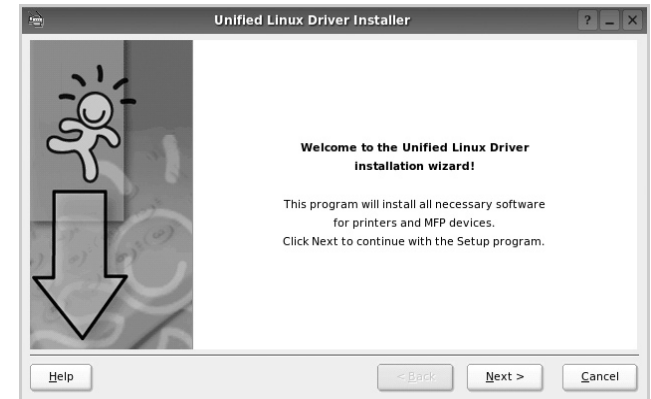 Unified Linux Driver Installer
?
Welcome to the Unified Linux Driver
installation wizard!
This program will install all necessary software
for printers and MFP devices.
Click Next to continue with the Setup program.
Help
< Back
Next >
Cancel